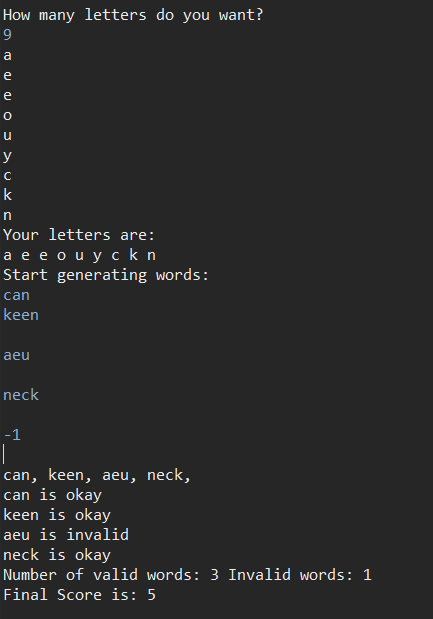 How many letters do you want?
9
a
e
e
o
u
y
c
k
n
Your letters are:
a e e o u y c k n
Start generating words:
can
keen
aeu
neck
-1
can, keen, aeu, neck,
can is okay
keen is okay
aeu is invalid
neck is okay
Number of valid words: 3 Invalid words: 1
Final Score is: 5